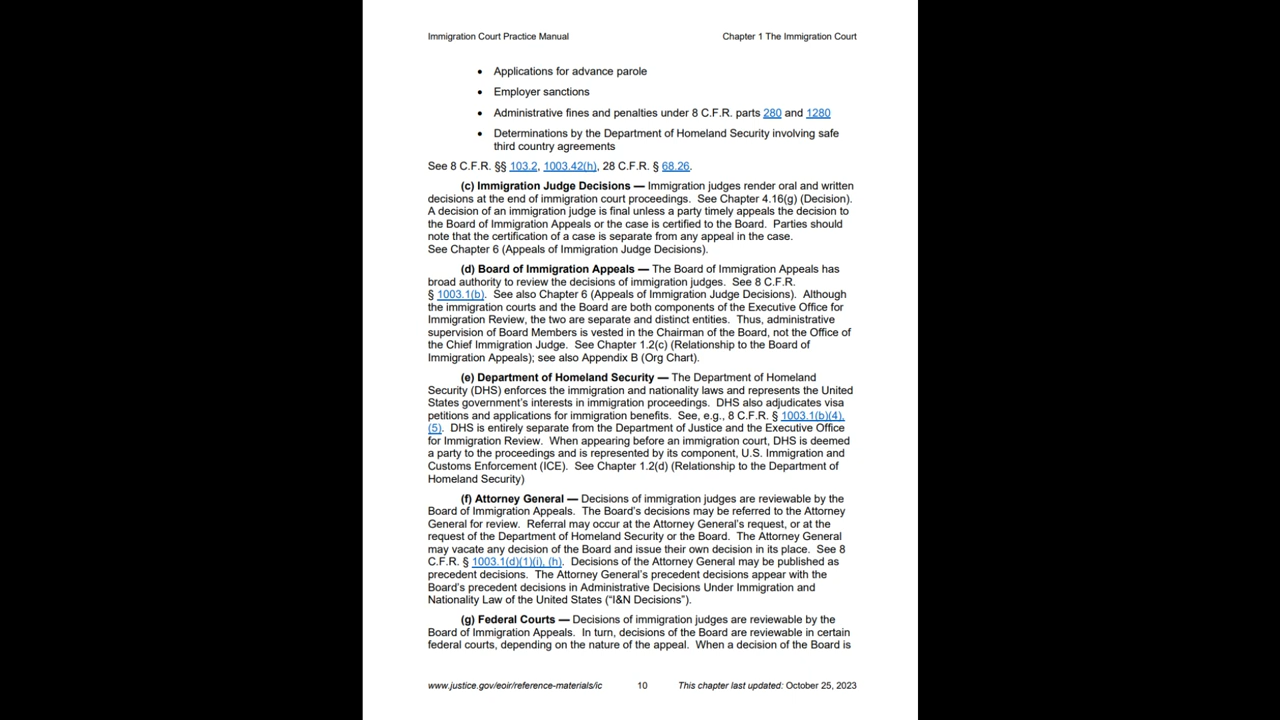 Immigration Court Practice Manual Chapter 1 The Immigration Court
• Applications for advance parole
• Employer sanctions
• Administrative fines and penalties under 8 C.F.R. parts 280 and 1280
• Determinations by the Department of Homeland Security involving safe
third country agreements
See 8 C.F.R. §§ 103.2, 1003.42(h), 28 C.F.R. § 68.26.
(c) Immigration Judge Decisions — Immigration judges render oral and written
decisions at the end of immigration court proceedings. See Chapter 4.16(g) (Decision).
A decision of an immigration judge is final unless a party timely appeals the decision to
the Board of Immigration Appeals or the case is certified to the Board. Parties should
note that the certification of a case is separate from any appeal in the case.
See Chapter 6 (Appeals of Immigration Judge Decisions).
(d) Board of Immigration Appeals — The Board of Immigration Appeals has
broad authority to review the decisions of immigration judges. See 8 C.F.R.
§ 1003.1(b). See also Chapter 6 (Appeals of Immigration Judge Decisions). Although
the immigration courts and the Board are both components of the Executive Office for
Immigration Review, the two are separate and distinct entities. Thus, administrative
supervision of Board Members is vested in the Chairman of the Board, not the Office of
the Chief Immigration Judge. See Chapter 1.2(c) (Relationship to the Board of
Immigration Appeals); see also Appendix B (Org Chart).
(e) Department of Homeland Security — The Department of Homeland
Security (DHS) enforces the immigration and nationality laws and represents the United
States government's interests in immigration proceedings. DHS also adjudicates visa
petitions and applications for immigration benefits. See, e.g., 8 C.F.R. § 1003.1(b)(4),
(5). DHS is entirely separate from the Department of Justice and the Executive Office
for Immigration Review. When appearing before an immigration court, DHS is deemed
a party to the proceedings and is represented by its component, U.S. Immigration and
Customs Enforcement (ICE). See Chapter 1.2(d) (Relationship to the Department of
Homeland Security)
(f) Attorney General — Decisions of immigration judges are reviewable by the
Board of Immigration Appeals. The Board's decisions may be referred to the Attorney
General for review. Referral may occur at the Attorney General's request, or at the
request of the Department of Homeland Security or the Board. The Attorney General
may vacate any decision of the Board and issue their own decision in its place. See 8
C.F.R. § 1003.1(d)(1)(i), (h). Decisions of the Attorney General may be published as
precedent decisions. The Attorney General's precedent decisions appear with the
Board's precedent decisions in Administrative Decisions Under Immigration and
Nationality Law of the United States ("I&N Decisions").
(g) Federal Courts — Decisions of immigration judges are reviewable by the
Board of Immigration Appeals. In turn, decisions of the Board are reviewable in certain
federal courts, depending on the nature of the appeal. When a decision of the Board is
www.justice.gov/eoir/reference-materials/ic 10 This chapter last updated: October 25, 2023